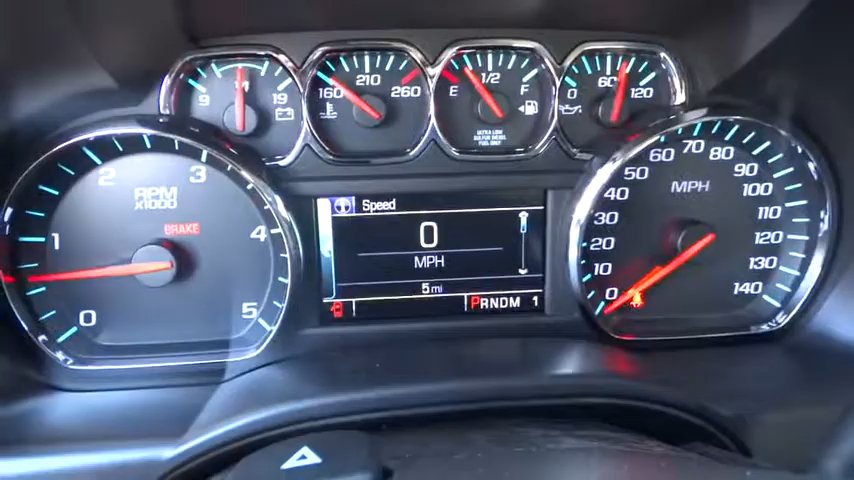 9 14 19
160 210 260
E 1/2 F
ULTRA LOW
SULFUR DIESEL
FUEL ONLY
0 60 120
RPM
X1000
0 1 2 3 4 5
BRAKE
Speed
0
MPH
5 mi
PRNDM 1
MPH
0 10 20 30 40 50 60 70 80 90 100 110 120 130 140